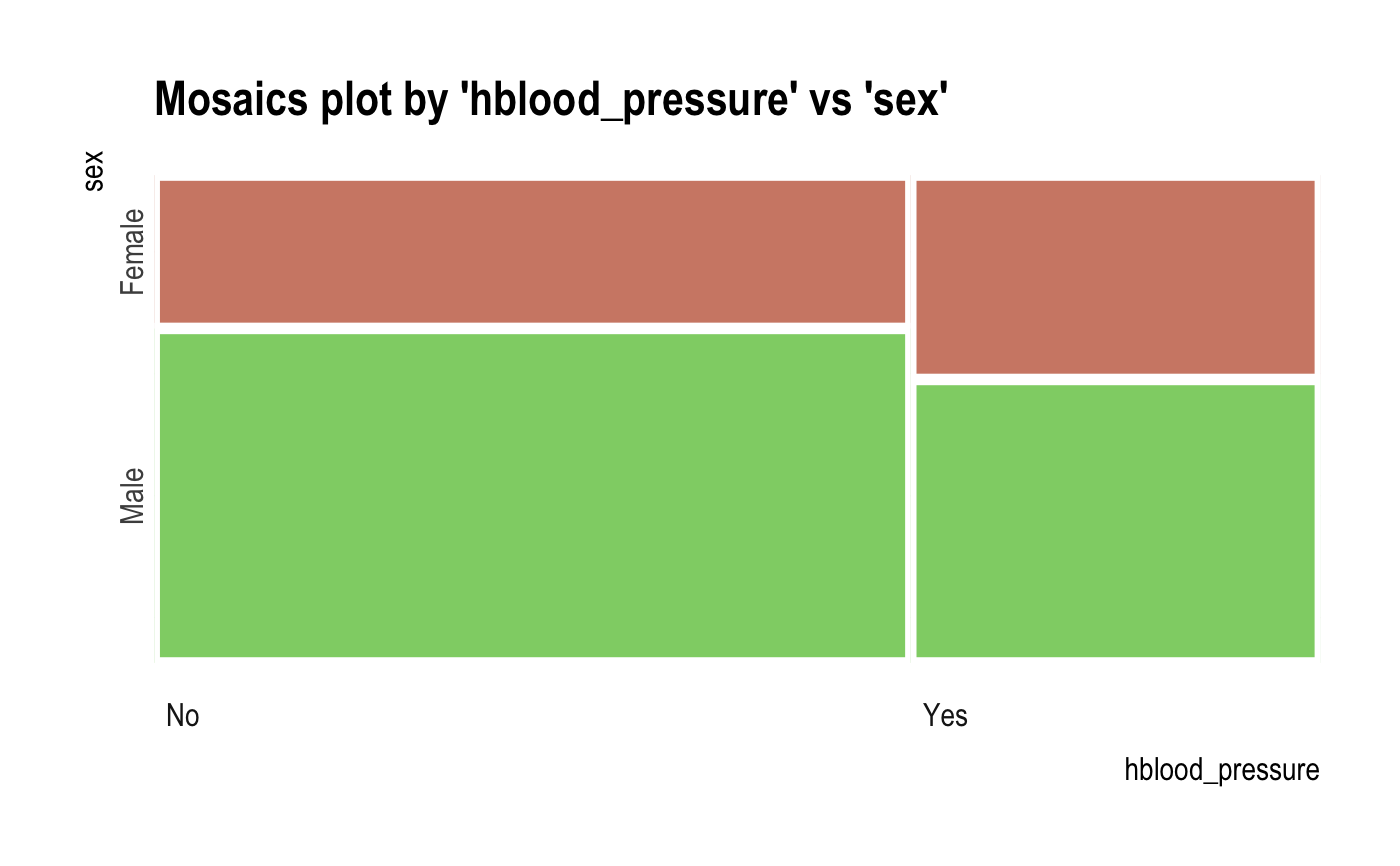 Mosaics plot by 'hblood_pressure' vs 'sex'
sex
Female
Male
No
Yes
hblood_pressure